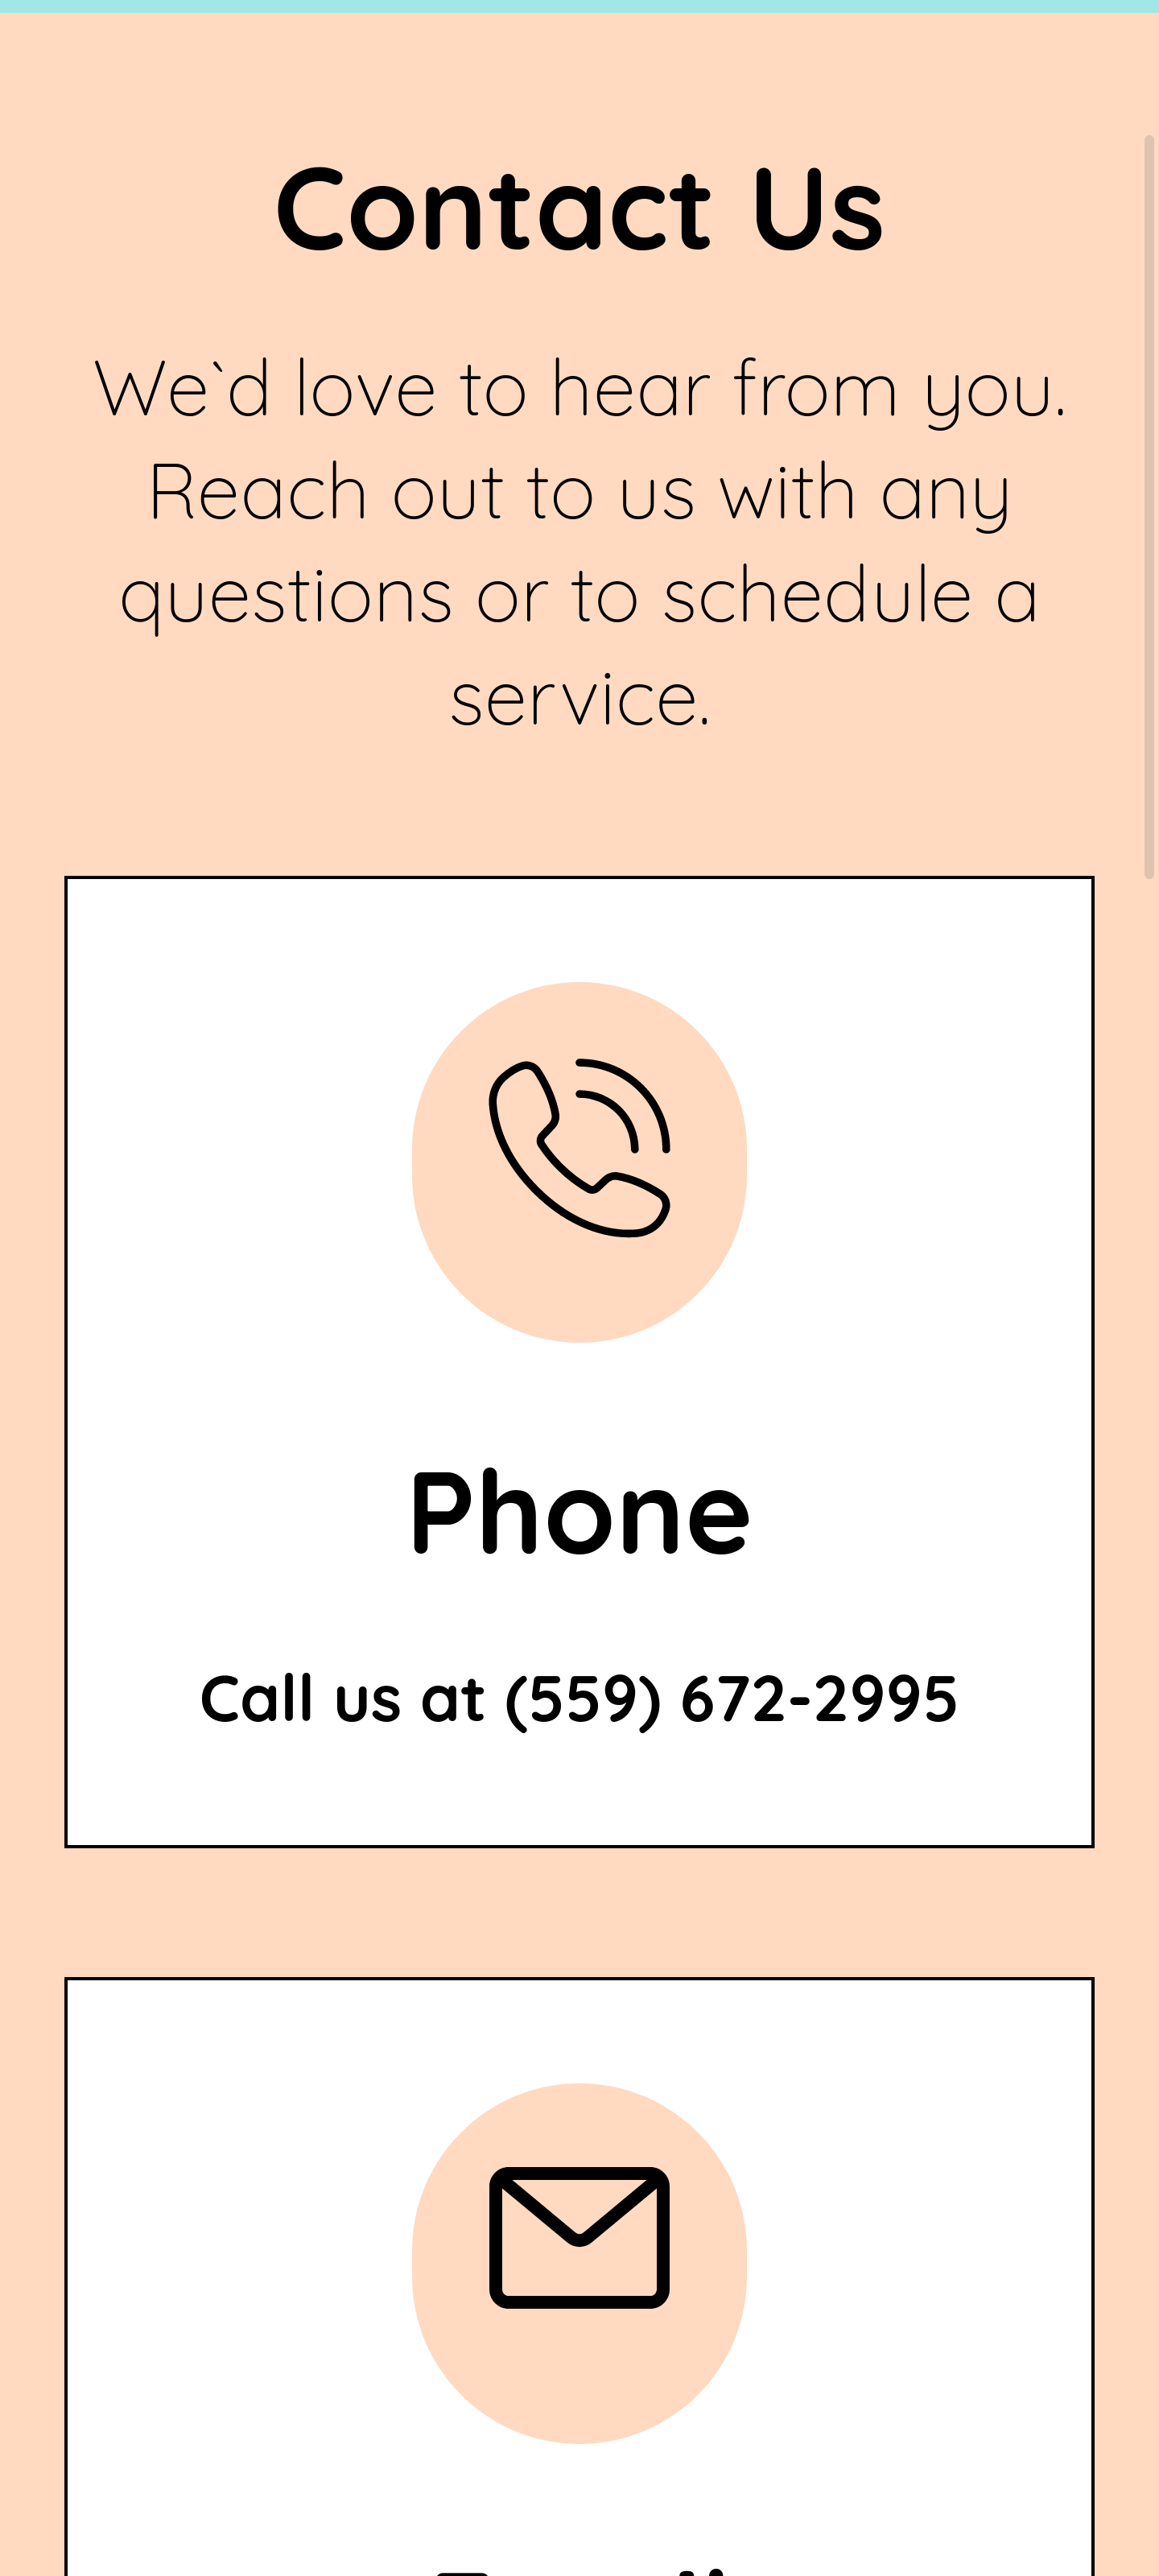 Contact Us
We`d love to hear from you.
Reach out to us with any
questions or to schedule a
service.
Phone
Call us at (559) 672-2995